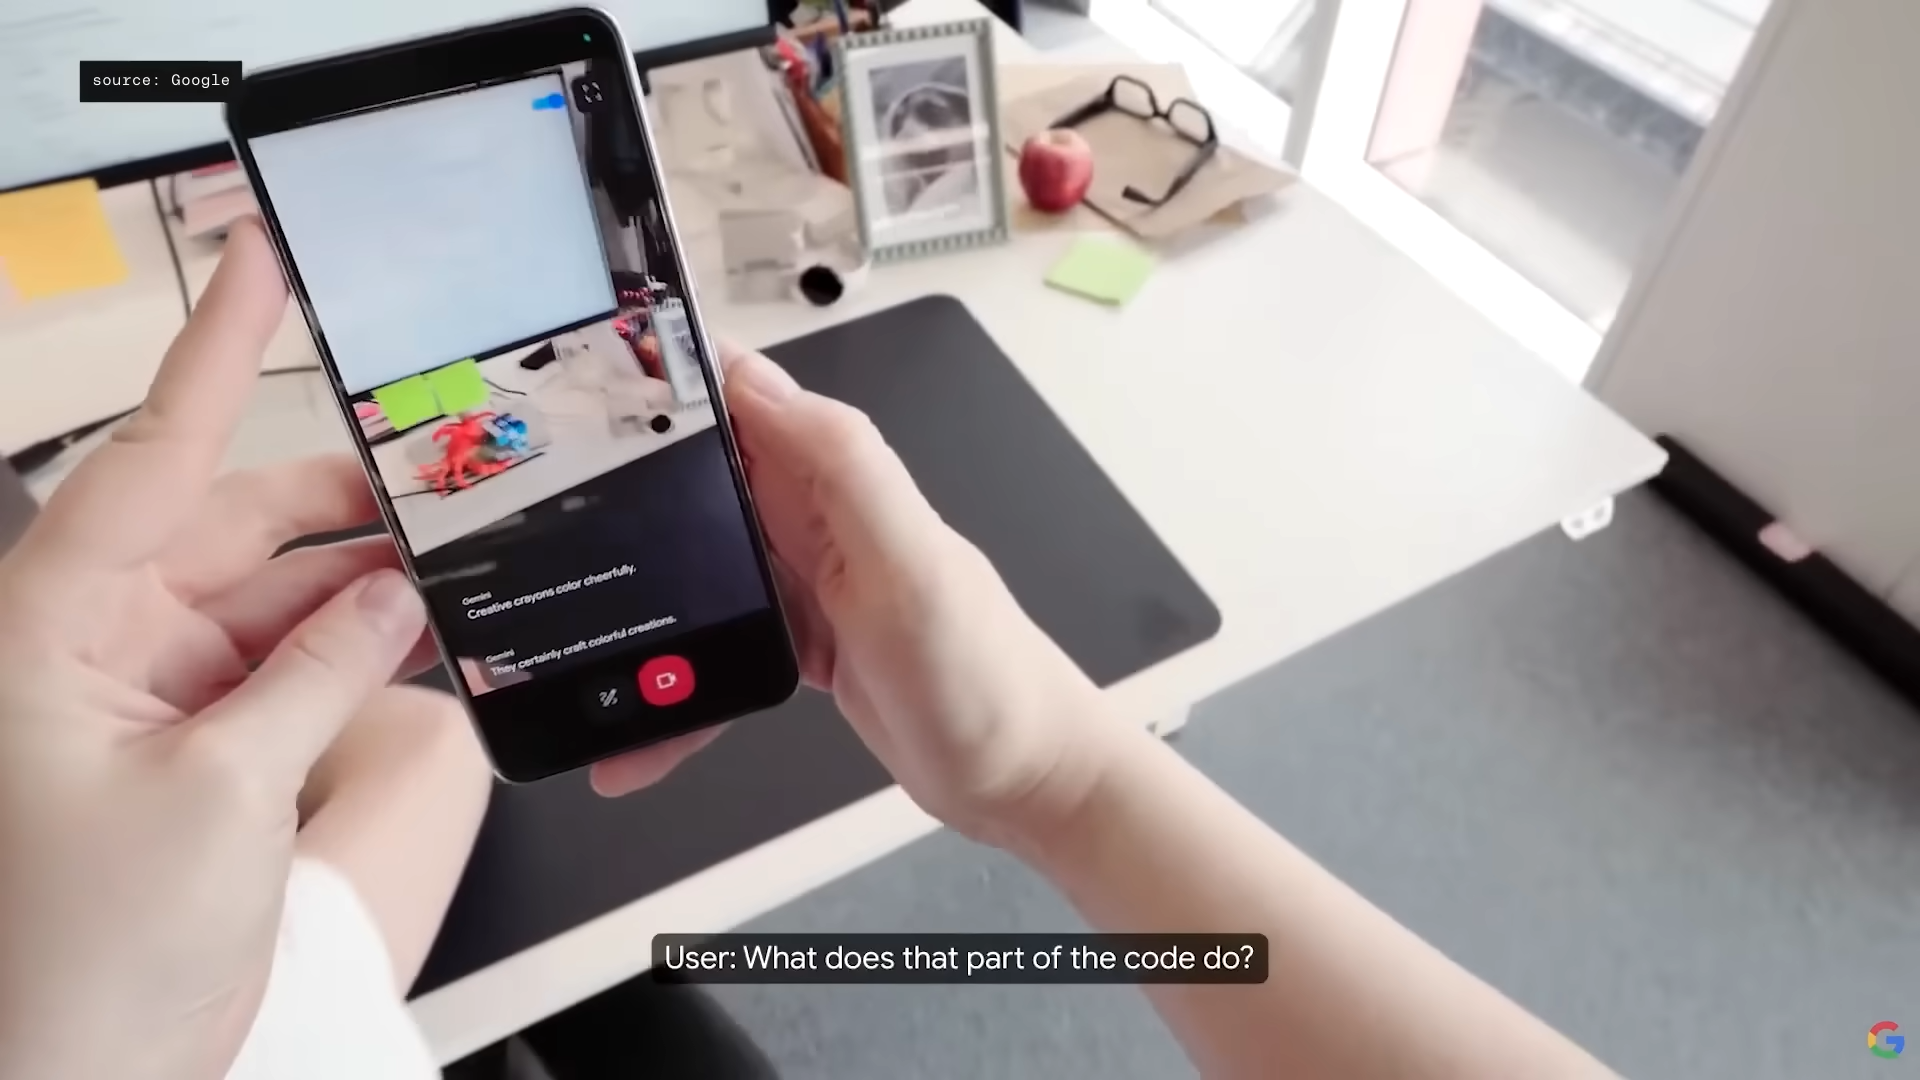 source: Google
Gemini
Creative crayons color cheerfully.
Gemini
They certainly craft colorful creations.
User: What does that part of the code do?